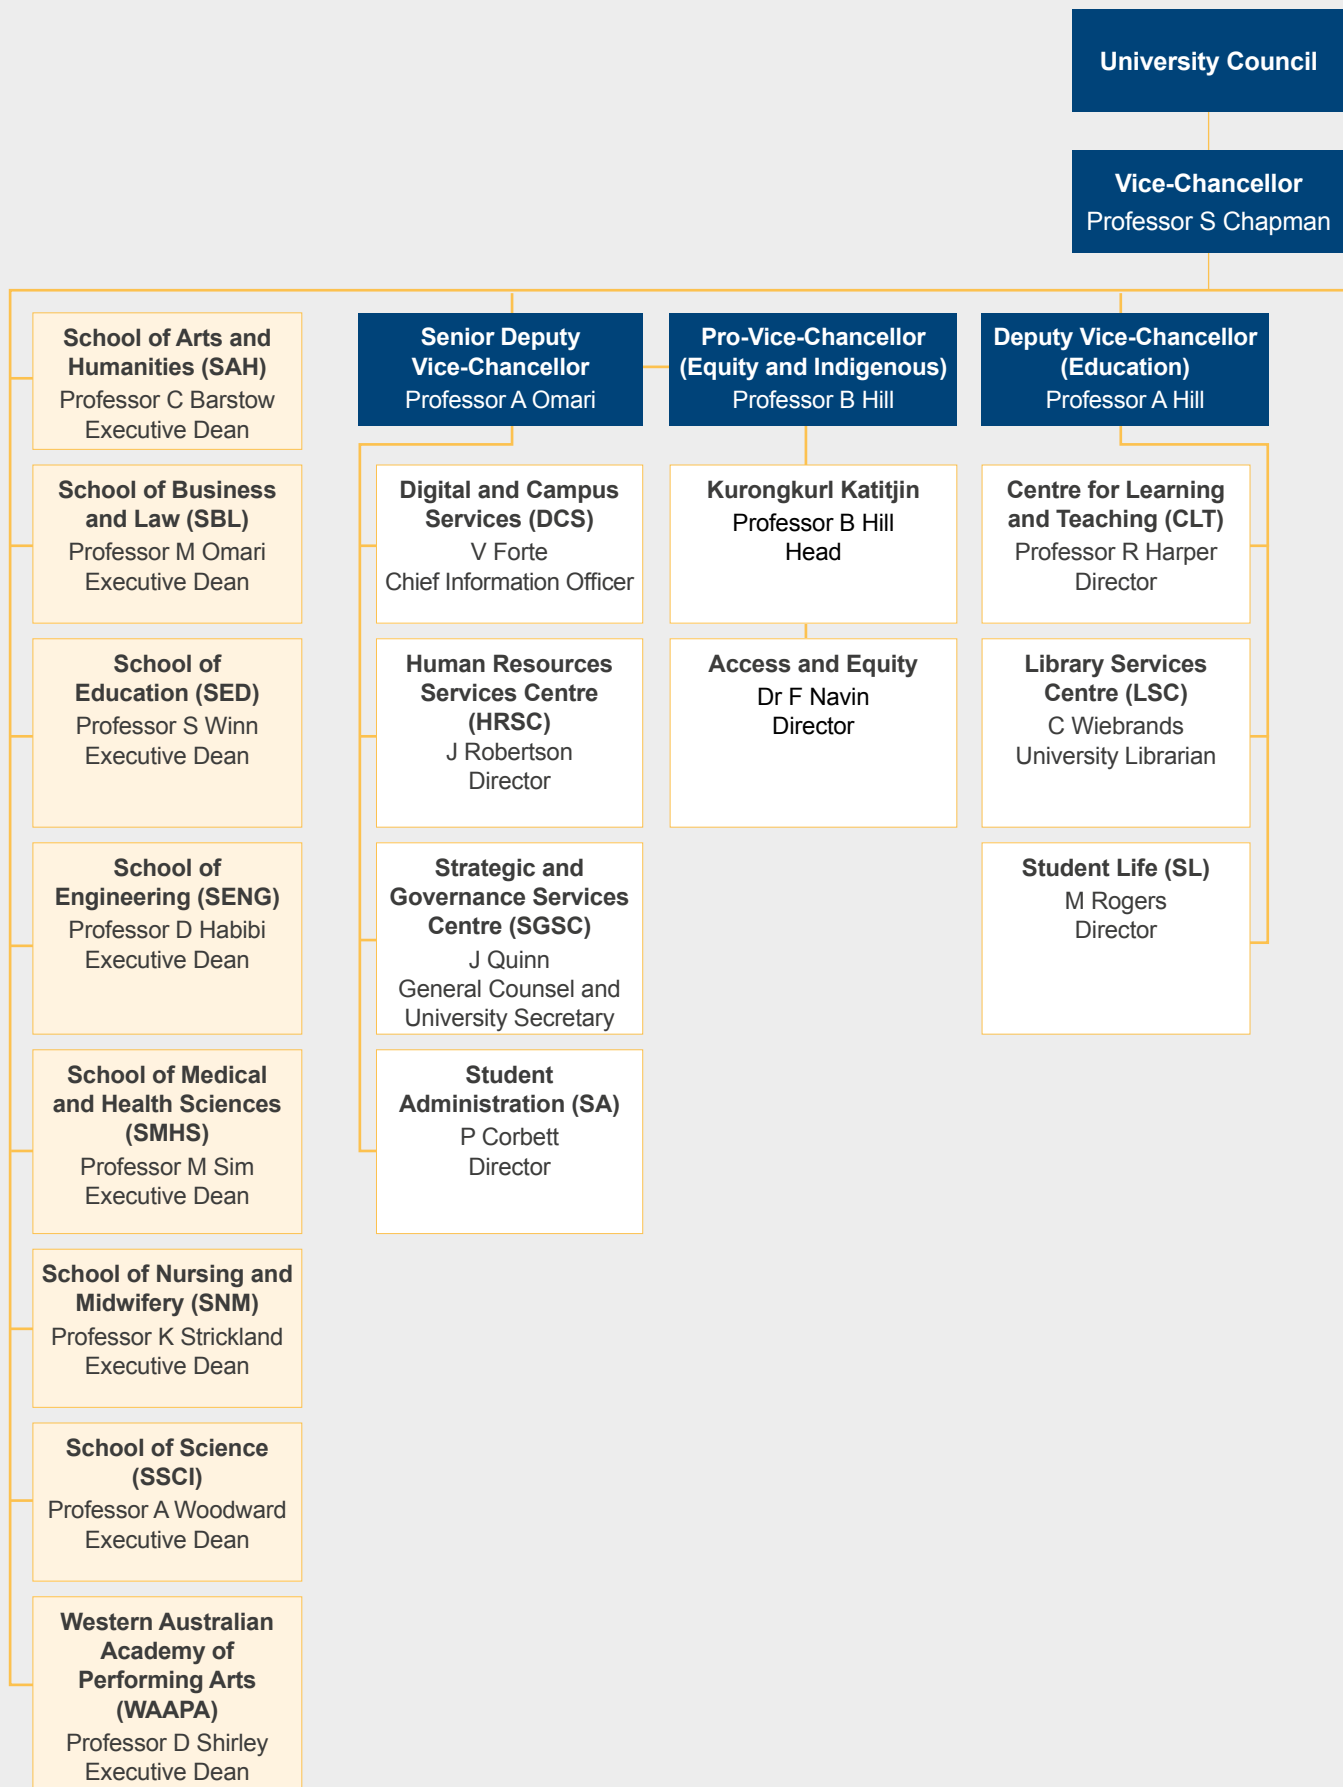 University Council
Vice-Chancellor
Professor S Chapman
School of Arts and
Humanities (SAH)
Professor C Barstow
Executive Dean
School of Business
and Law (SBL)
Professor M Omari
Executive Dean
School of
Education (SED)
Professor S Winn
Executive Dean
School of
Engineering (SENG)
Professor D Habibi
Executive Dean
School of Medical
and Health Sciences
(SMHS)
Professor M Sim
Executive Dean
School of Nursing and
Midwifery (SNM)
Professor K Strickland
Executive Dean
School of Science
(SSCI)
Professor A Woodward
Executive Dean
Western Australian
Academy of
Performing Arts
(WAAPA)
Professor D Shirley
Executive Dean
Senior Deputy
Vice-Chancellor
Professor A Omari
Digital and Campus
Services (DCS)
V Forte
Chief Information Officer
Human Resources
Services Centre
(HRSC)
J Robertson
Director
Strategic and
Governance Services
Centre (SGSC)
J Quinn
General Counsel and
University Secretary
Student
Administration (SA)
P Corbett
Director
Pro-Vice-Chancellor
(Equity and Indigenous)
Professor B Hill
Kurongkurl Katitjin
Professor B Hill
Head
Access and Equity
Dr F Navin
Director
Deputy Vice-Chancellor
(Education)
Professor A Hill
Centre for Learning
and Teaching (CLT)
Professor R Harper
Director
Library Services
Centre (LSC)
C Wiebrands
University Librarian
Student Life (SL)
M Rogers
Director